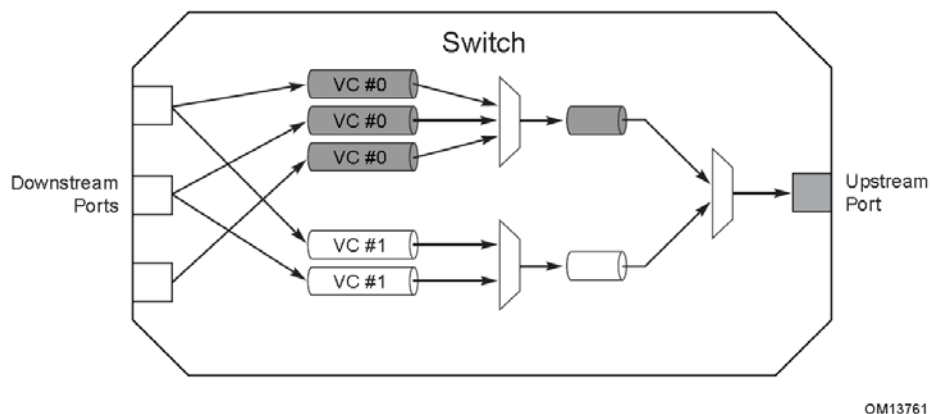 Switch
VC #0
VC #0
VC #0
Downstream
Ports
Upstream
Port
VC #1
VC #1
OM13761